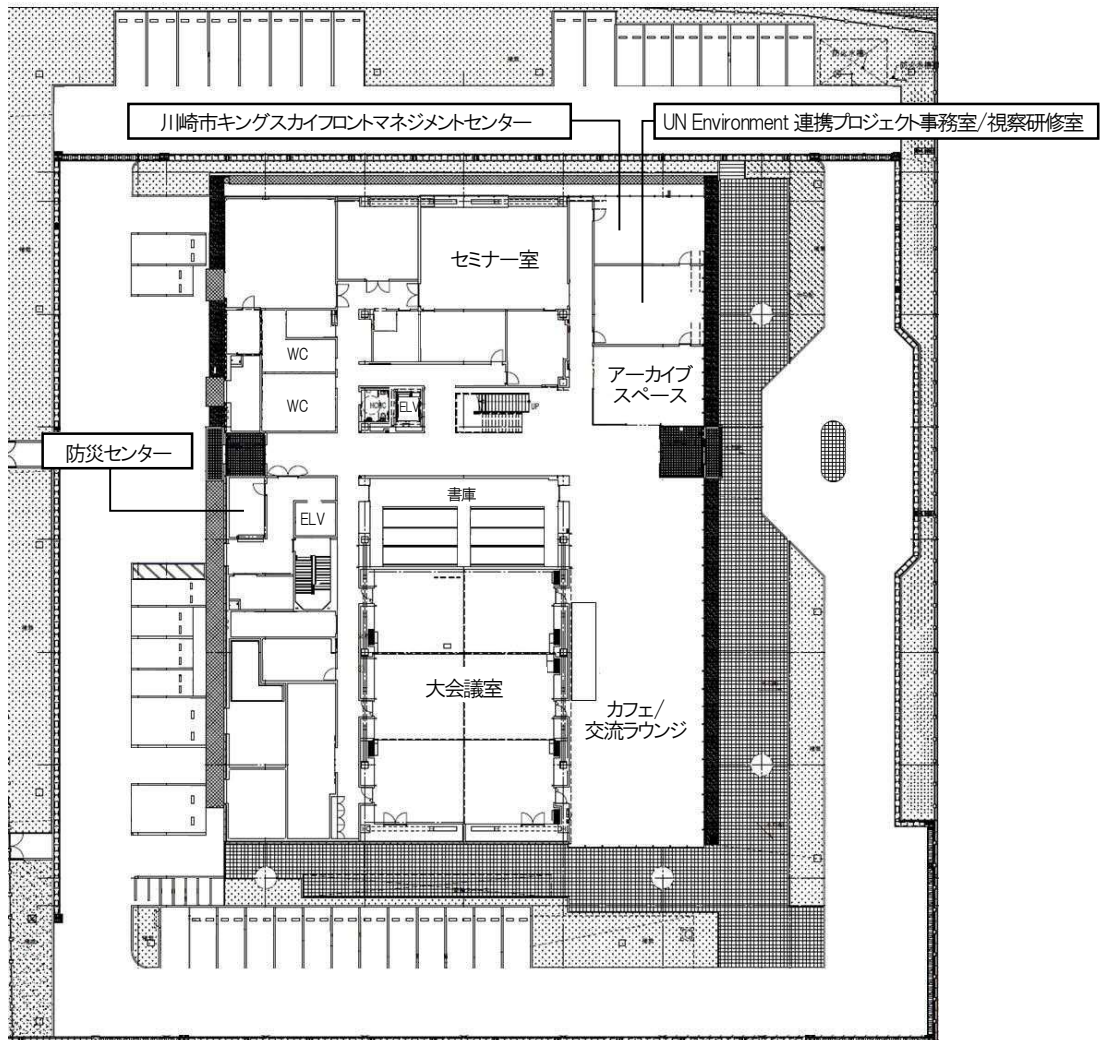 川崎市キングスカイフロントマネジメントセンター
UN Environment 連携プロジェクト事務室/視察研修室
セミナー室
WC
アーカイブ
スペース
WC
ELV
UP
防災センター
書庫
ELV
大会議室
カフェ/
交流ラウンジ